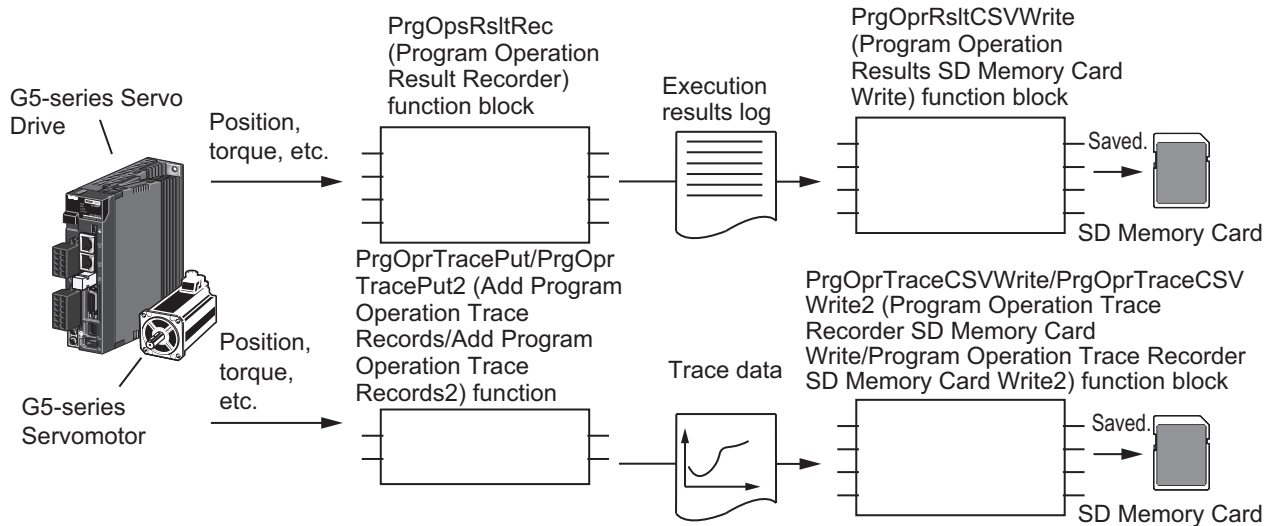 G5-series Servo
Drive
Position,
torque, etc.
PrgOpsRsltRec
(Program Operation
Result Recorder)
function block
Execution
results log
PrgOprRsltCSVWrite
(Program Operation
Results SD Memory Card
Write) function block
Saved.
SD Memory Card
G5-series
Servomotor
Position,
torque,
etc.
PrgOprTracePut/PrgOpr
TracePut2 (Add Program
Operation Trace
Records/Add Program
Operation Trace
Records2) function
Trace data
PrgOprTraceCSVWrite/PrgOprTraceCSV
Write2 (Program Operation Trace
Recorder SD Memory Card
Write/Program Operation Trace Recorder
SD Memory Card Write2) function block
Saved.
SD Memory Card